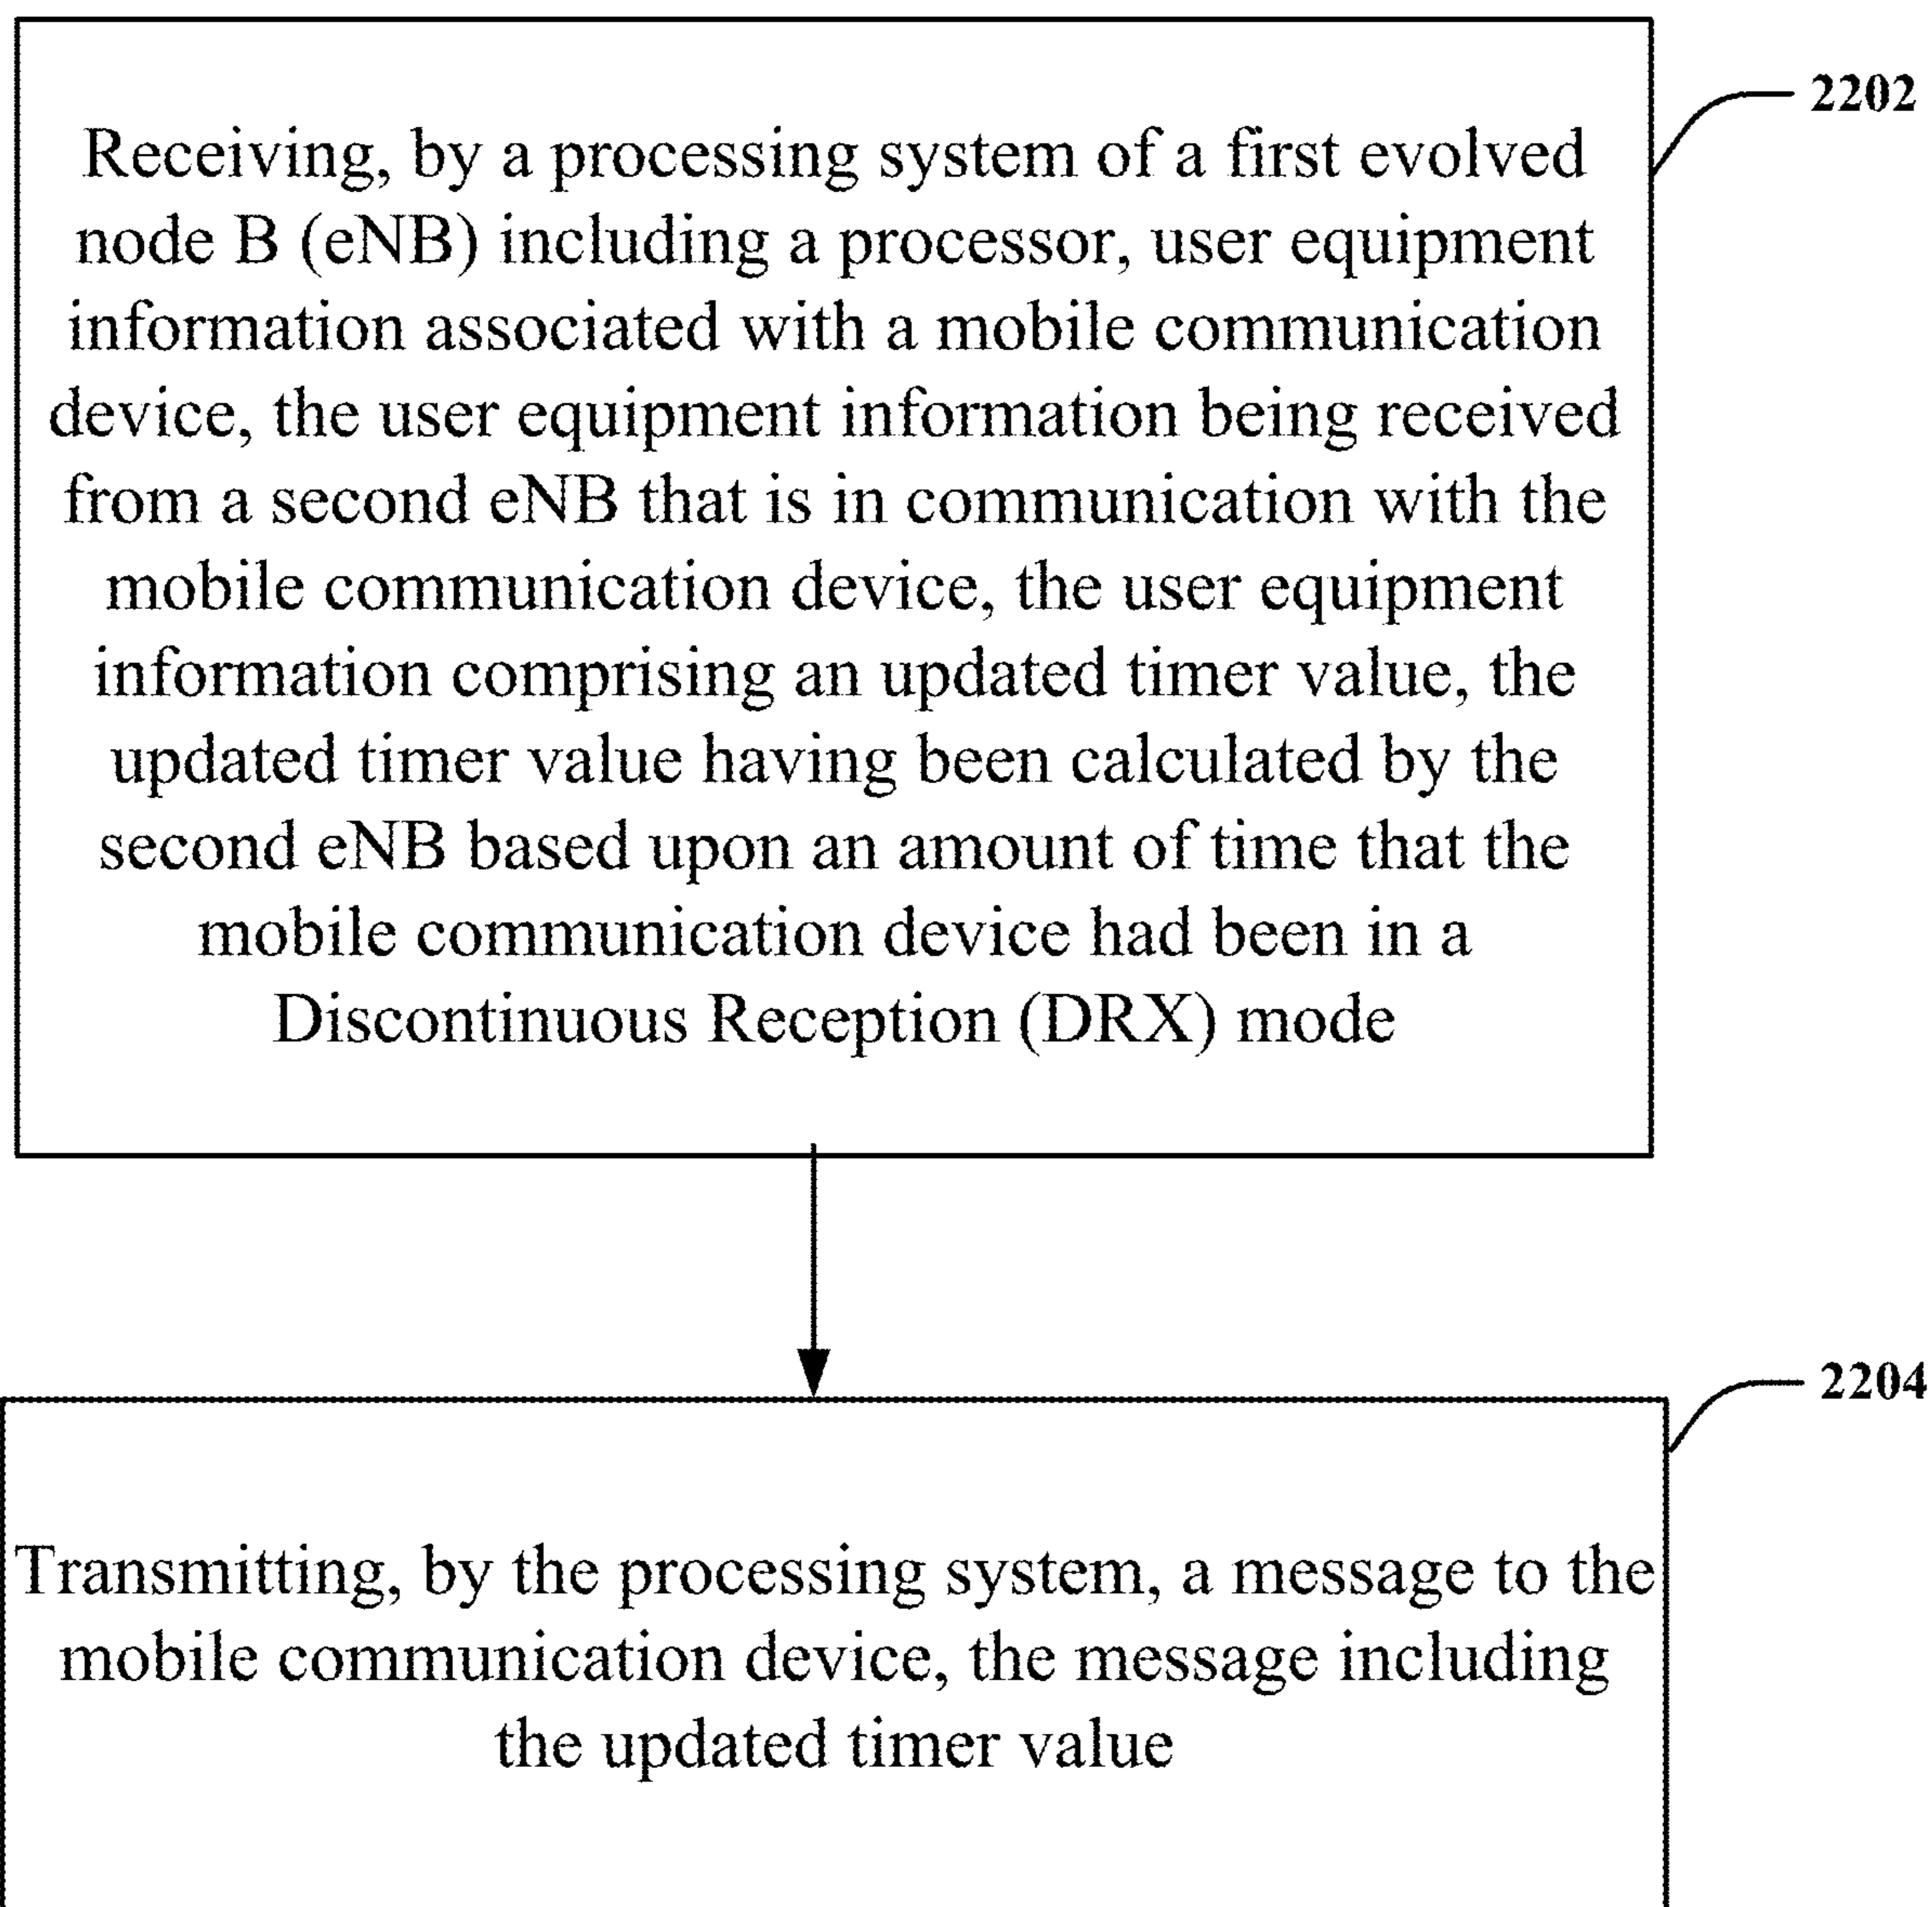 2202
Receiving, by a processing system of a first evolved
node B (eNB) including a processor, user equipment
information associated with a mobile communication
device, the user equipment information being received
from a second eNB that is in communication with the
mobile communication device, the user equipment
information comprising an updated timer value, the
updated timer value having been calculated by the
second eNB based upon an amount of time that the
mobile communication device had been in a
Discontinuous Reception (DRX) mode
2204
Transmitting, by the processing system, a message to the
mobile communication device, the message including
the updated timer value